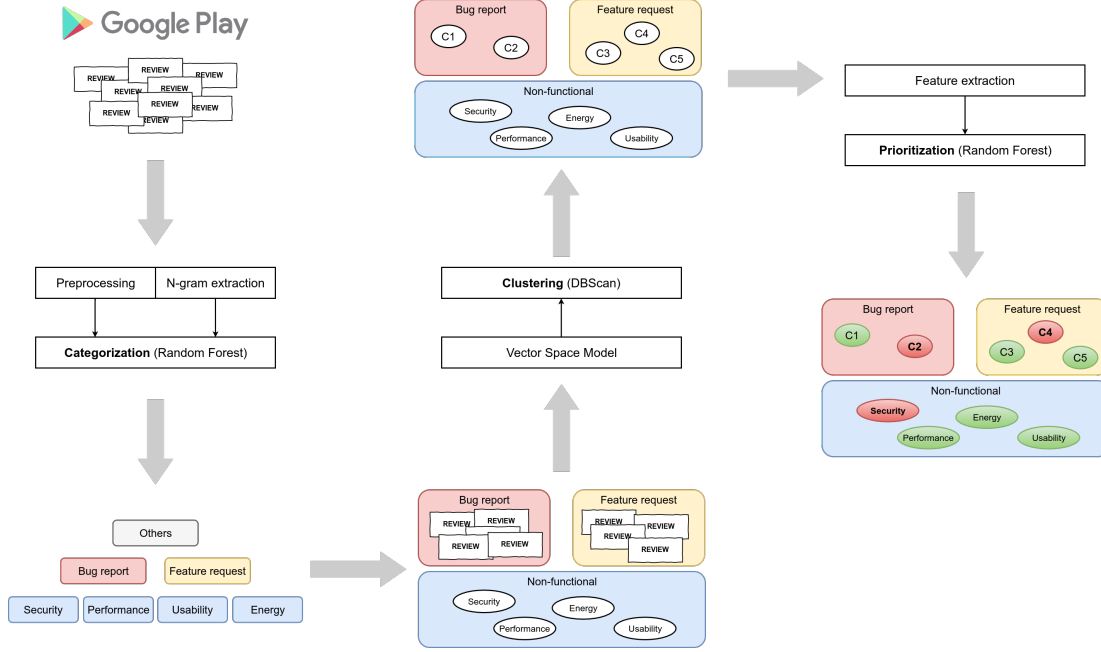 Google Play
REVIEW
REVIEW
REVIEW
REVIEW
REVIEW
REVIEW
REVIEW
REVIEW
REVIEW
Preprocessing
N-gram extraction
Categorization (Random Forest)
Others
Bug report
Feature request
Security
Performance
Usability
Energy
Bug report
REVIEW
REVIEW
REVIEW
REVIEW
Feature request
REVIEW
REVIEW
REVIEW
REVIEW
Non-functional
Security
Energy
Performance
Usability
Vector Space Model
Clustering (DBScan)
Bug report
C1
C2
Feature request
C4
C3
C5
Non-functional
Security
Energy
Performance
Usability
Feature extraction
Prioritization (Random Forest)
Bug report
C1
C2
Feature request
C4
C3
C5
Non-functional
Security
Energy
Performance
Usability